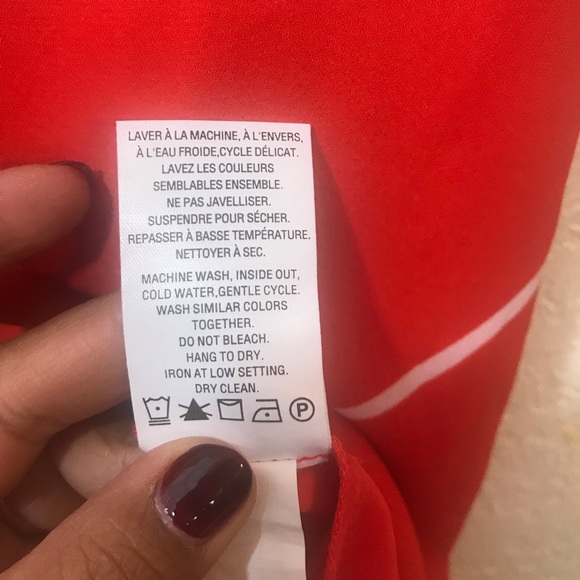 LAVER À LA MACHINE, À L'ENVERS,
À L'EAU FROIDE,CYCLE DÉLICAT.
LAVEZ LES COULEURS
SEMBLABLES ENSEMBLE.
NE PAS JAVELLISER.
SUSPENDRE POUR SÉCHER.
REPASSER À BASSE TEMPÉRATURE.
NETTOYER À SEC.
MACHINE WASH, INSIDE OUT,
COLD WATER,GENTLE CYCLE.
WASH SIMILAR COLORS
TOGETHER.
DO NOT BLEACH.
HANG TO DRY.
IRON AT LOW SETTING.
DRY CLEAN.
P